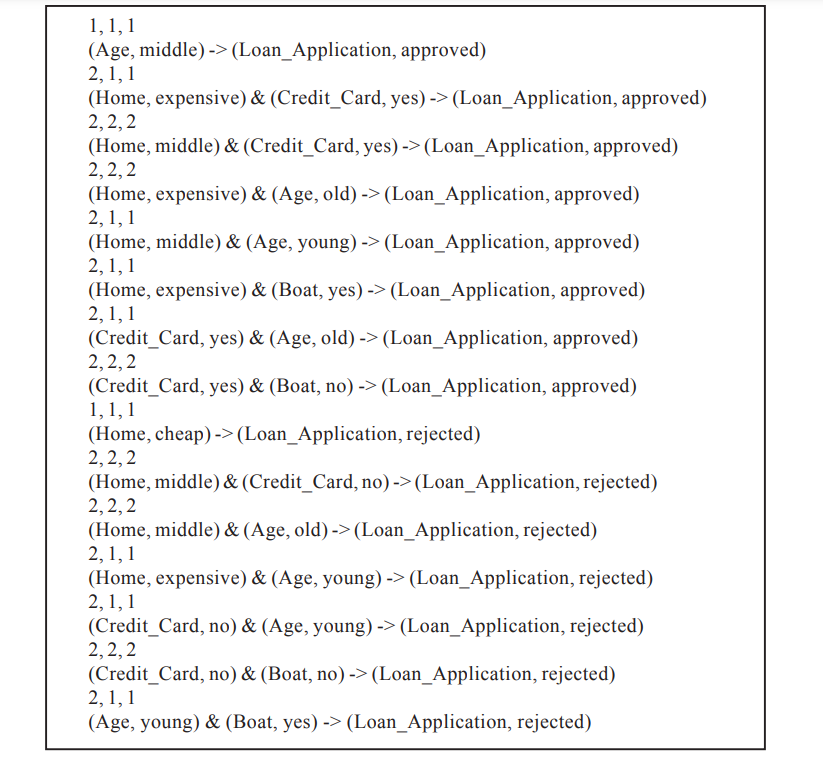 1, 1, 1
(Age, middle) -> (Loan_Application, approved)
2, 1, 1
(Home, expensive) & (Credit_Card, yes) -> (Loan_Application, approved)
2, 2, 2
(Home, middle) & (Credit_Card, yes) -> (Loan_Application, approved)
2, 2, 2
(Home, expensive) & (Age, old) -> (Loan_Application, approved)
2, 1, 1
(Home, middle) & (Age, young) -> (Loan_Application, approved)
2, 1, 1
(Home, expensive) & (Boat, yes) -> (Loan_Application, approved)
2, 1, 1
(Credit_Card, yes) & (Age, old) -> (Loan_Application, approved)
2, 2, 2
(Credit_Card, yes) & (Boat, no) -> (Loan_Application, approved)
1, 1, 1
(Home, cheap) -> (Loan_Application, rejected)
2, 2, 2
(Home, middle) & (Credit_Card, no) -> (Loan_Application, rejected)
2, 2, 2
(Home, middle) & (Age, old) -> (Loan_Application, rejected)
2, 1, 1
(Home, expensive) & (Age, young) -> (Loan_Application, rejected)
2, 1, 1
(Credit_Card, no) & (Age, young) -> (Loan_Application, rejected)
2, 2, 2
(Credit_Card, no) & (Boat, no) -> (Loan_Application, rejected)
2, 1, 1
(Age, young) & (Boat, yes) -> (Loan_Application, rejected)